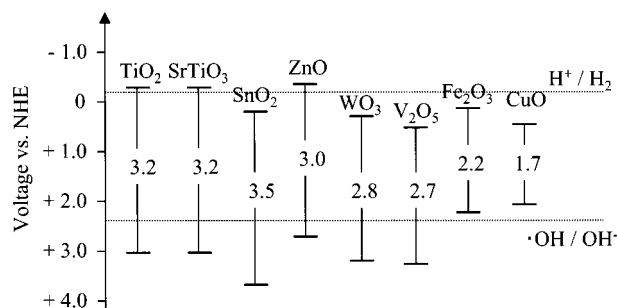 Voltage vs. NHE
- 1.0
0
+ 1.0
+ 2.0
+ 3.0
+ 4.0
TiO₂ SrTiO₃ SnO₂ ZnO WO₃ V₂O₅ Fe₂O₃ CuO
H⁺ / H₂
3.2 3.2 3.5 3.0 2.8 2.7 2.2 1.7
·OH / OH⁻